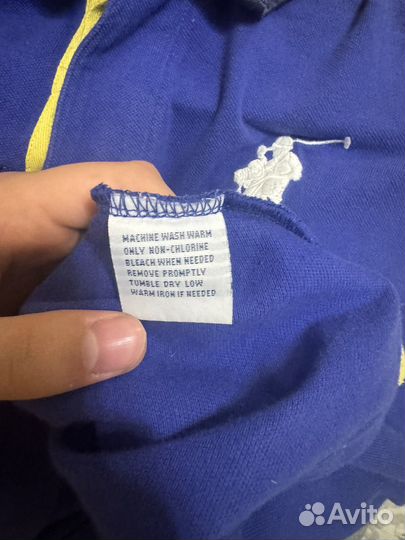 MACHINE WASH WARM
ONLY NON-CHLORINE
BLEACH WHEN NEEDED
REMOVE PROMPTLY
TUMBLE DRY LOW
WARM IRON IF NEEDED
Avito